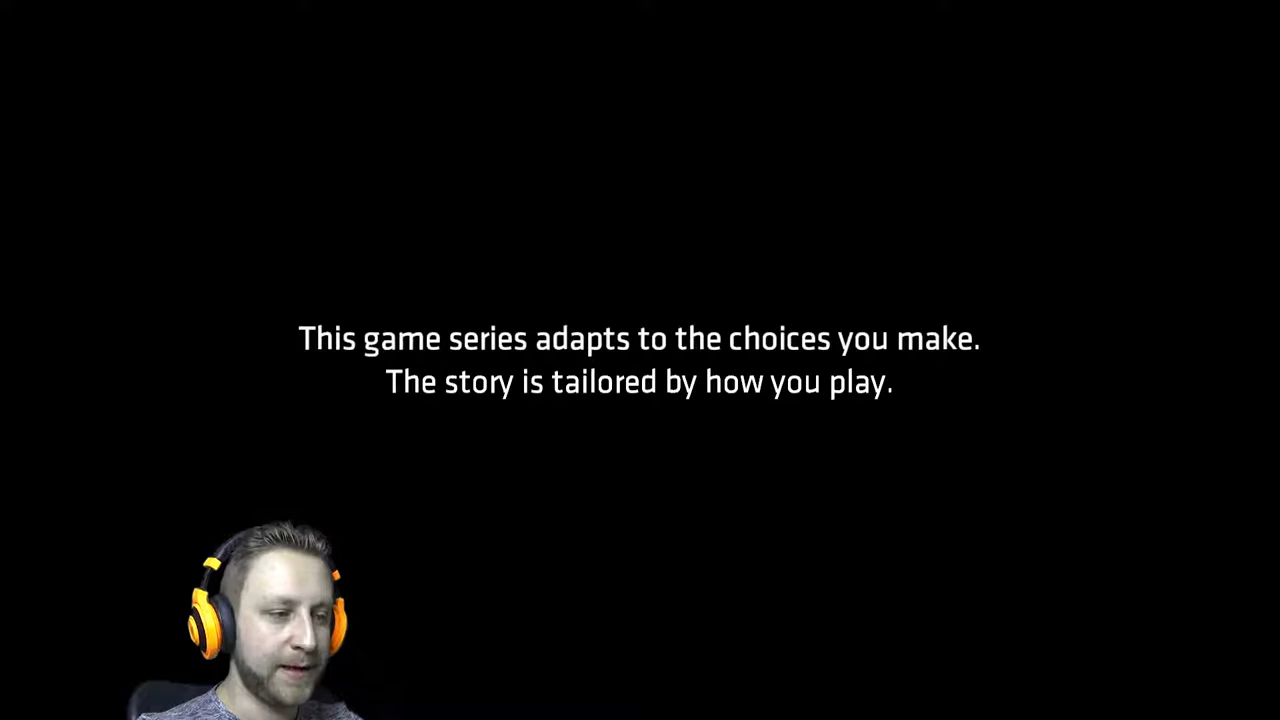 This game series adapts to the choices you make.
The story is tailored by how you play.